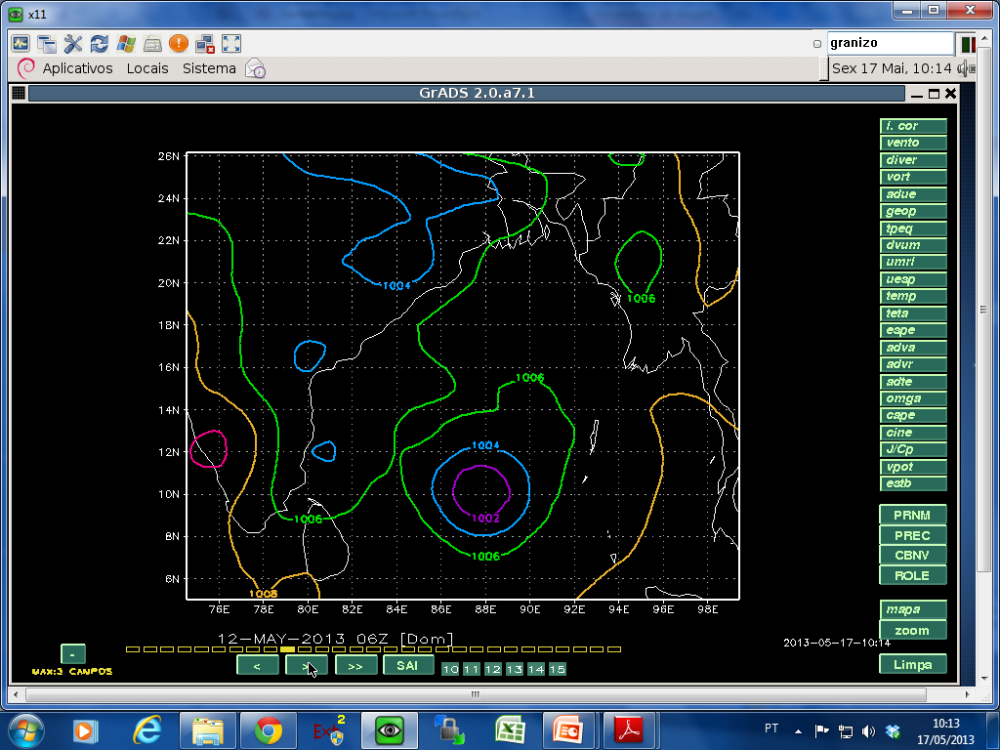 x11
granizo
Aplicativos Locais Sistema
Sex 17 Mai, 10:14
GrADS 2.0.a7.1
26N
24N
22N
20N
18N
16N
14N
12N
10N
8N
6N
76E 78E 80E 82E 84E 86E 88E 90E 92E 94E 96E 98E
1004
1006
1006
1004
1002
1006
1006
1008
l. cor
vento
diver
vort
adue
geop
tpeq
dvum
umrl
uesp
temp
teta
espe
adva
advr
adte
omga
cape
cine
J/Cp
vpot
estb
PRNM
PREC
CBNV
ROLE
mapa
zoom
Limpa
12-MAY-2013 06Z [Dom]
2013-05-17-10:14
-
MAX:3 CAMPOS
< > >> SAI 10 11 12 13 14 15
Ext2
PT
10:13
17/05/2013